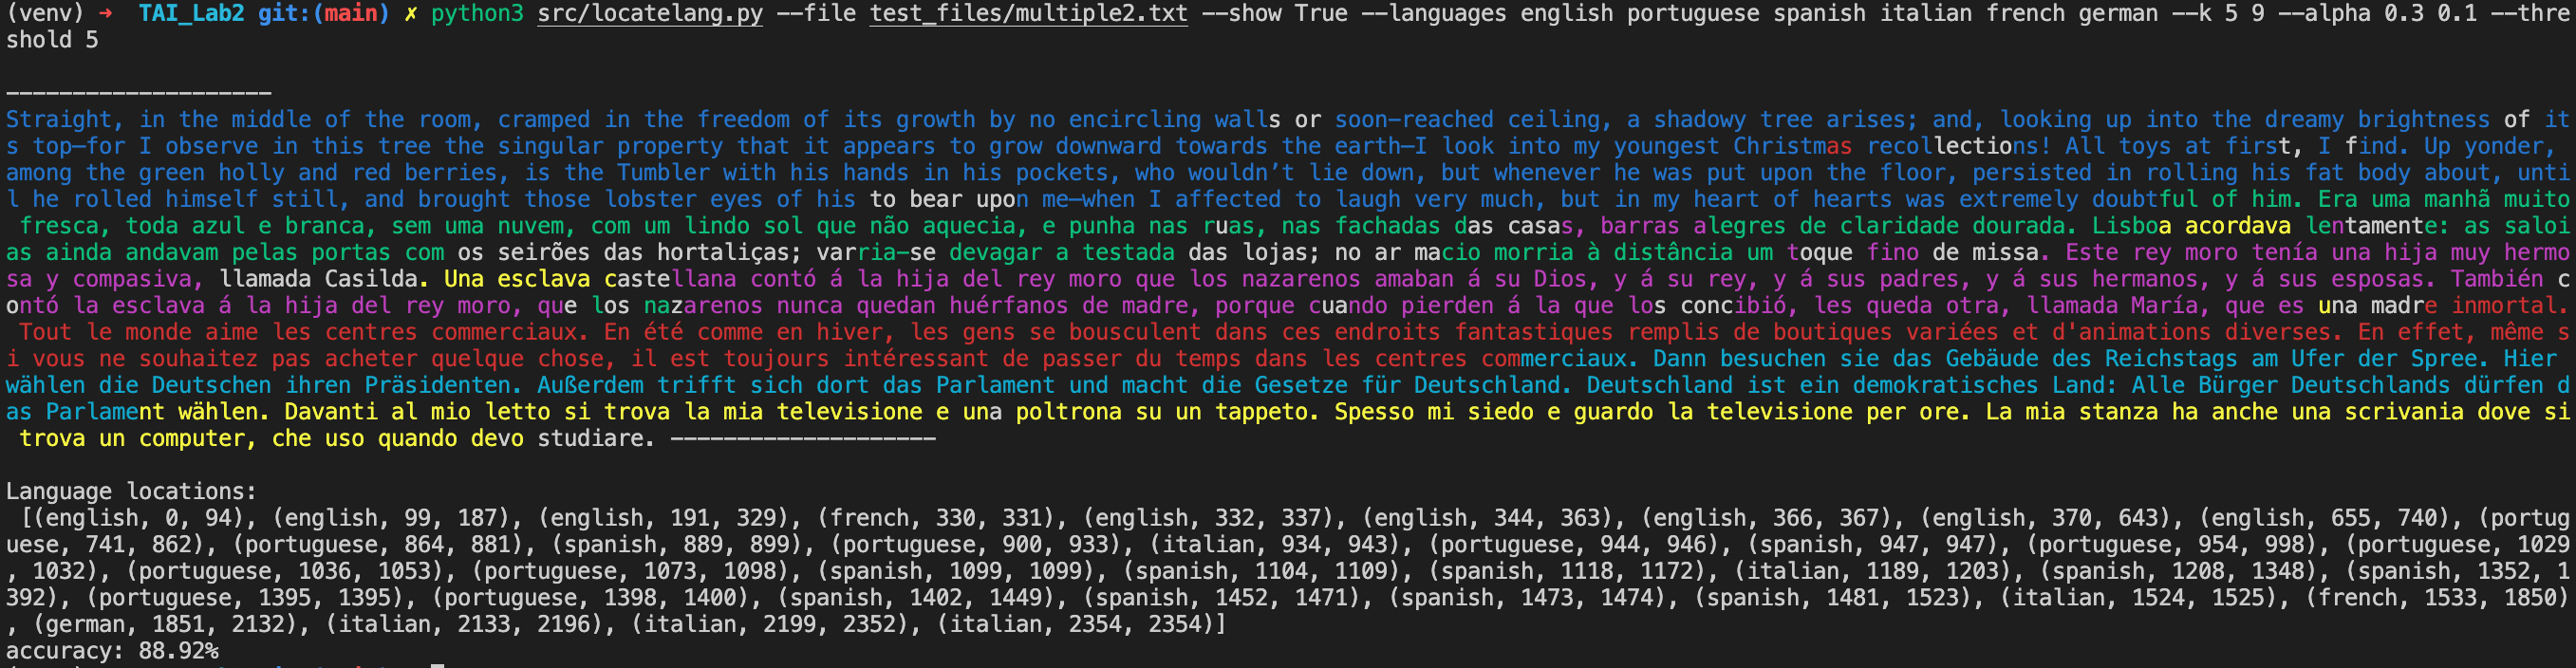 (venv) → TAI_Lab2 git:(main) ✗ python3 src/locatelang.py --file test_files/multiple2.txt --show True --languages english portuguese spanish italian french german --k 5 9 --alpha 0.3 0.1 --thre
shold 5
--------------------
Straight, in the middle of the room, cramped in the freedom of its growth by no encircling walls or soon—reached ceiling, a shadowy tree arises; and, looking up into the dreamy brightness of it
s top—for I observe in this tree the singular property that it appears to grow downward towards the earth—I look into my youngest Christmas recollections! All toys at first, I find. Up yonder,
among the green holly and red berries, is the Tumbler with his hands in his pockets, who wouldn’t lie down, but whenever he was put upon the floor, persisted in rolling his fat body about, unti
l he rolled himself still, and brought those lobster eyes of his to bear upon me—when I affected to laugh very much, but in my heart of hearts was extremely doubtful of him. Era uma manhã muito
fresca, toda azul e branca, sem uma nuvem, com um lindo sol que não aquecia, e punha nas ruas, nas fachadas das casas, barras alegres de claridade dourada. Lisboa acordava lentamente: as saloi
as ainda andavam pelas portas com os seirões das hortaliças; varria—se devagar a testada das lojas; no ar macio morria à distância um toque fino de missa. Este rey moro tenía una hija muy hermo
sa y compasiva, llamada Casilda. Una esclava castellana contó á la hija del rey moro que los nazarenos amaban á su Dios, y á su rey, y á sus padres, y á sus hermanos, y á sus esposas. También c
ontó la esclava á la hija del rey moro, que los nazarenos nunca quedan huérfanos de madre, porque cuando pierden á la que los concibió, les queda otra, llamada María, que es una madre inmortal.
Tout le monde aime les centres commerciaux. En été comme en hiver, les gens se bousculent dans ces endroits fantastiques remplis de boutiques variées et d'animations diverses. En effet, même s
i vous ne souhaitez pas acheter quelque chose, il est toujours intéressant de passer du temps dans les centres commerciaux. Dann besuchen sie das Gebäude des Reichstags am Ufer der Spree. Hier
wählen die Deutschen ihren Präsidenten. Außerdem trifft sich dort das Parlament und macht die Gesetze für Deutschland. Deutschland ist ein demokratisches Land: Alle Bürger Deutschlands dürfen d
as Parlament wählen. Davanti al mio letto si trova la mia televisione e una poltrona su un tappeto. Spesso mi siedo e guardo la televisione per ore. La mia stanza ha anche una scrivania dove si
trova un computer, che uso quando devo studiare. --------------------
Language locations:
[(english, 0, 94), (english, 99, 187), (english, 191, 329), (french, 330, 331), (english, 332, 337), (english, 344, 363), (english, 366, 367), (english, 370, 643), (english, 655, 740), (portug
uese, 741, 862), (portuguese, 864, 881), (spanish, 889, 899), (portuguese, 900, 933), (italian, 934, 943), (portuguese, 944, 946), (spanish, 947, 947), (portuguese, 954, 998), (portuguese, 1029
, 1032), (portuguese, 1036, 1053), (portuguese, 1073, 1098), (spanish, 1099, 1099), (spanish, 1104, 1109), (spanish, 1118, 1172), (italian, 1189, 1203), (spanish, 1208, 1348), (spanish, 1352, 1
392), (portuguese, 1395, 1395), (portuguese, 1398, 1400), (spanish, 1402, 1449), (spanish, 1452, 1471), (spanish, 1473, 1474), (spanish, 1481, 1523), (italian, 1524, 1525), (french, 1533, 1850)
, (german, 1851, 2132), (italian, 2133, 2196), (italian, 2199, 2352), (italian, 2354, 2354)]
accuracy: 88.92%